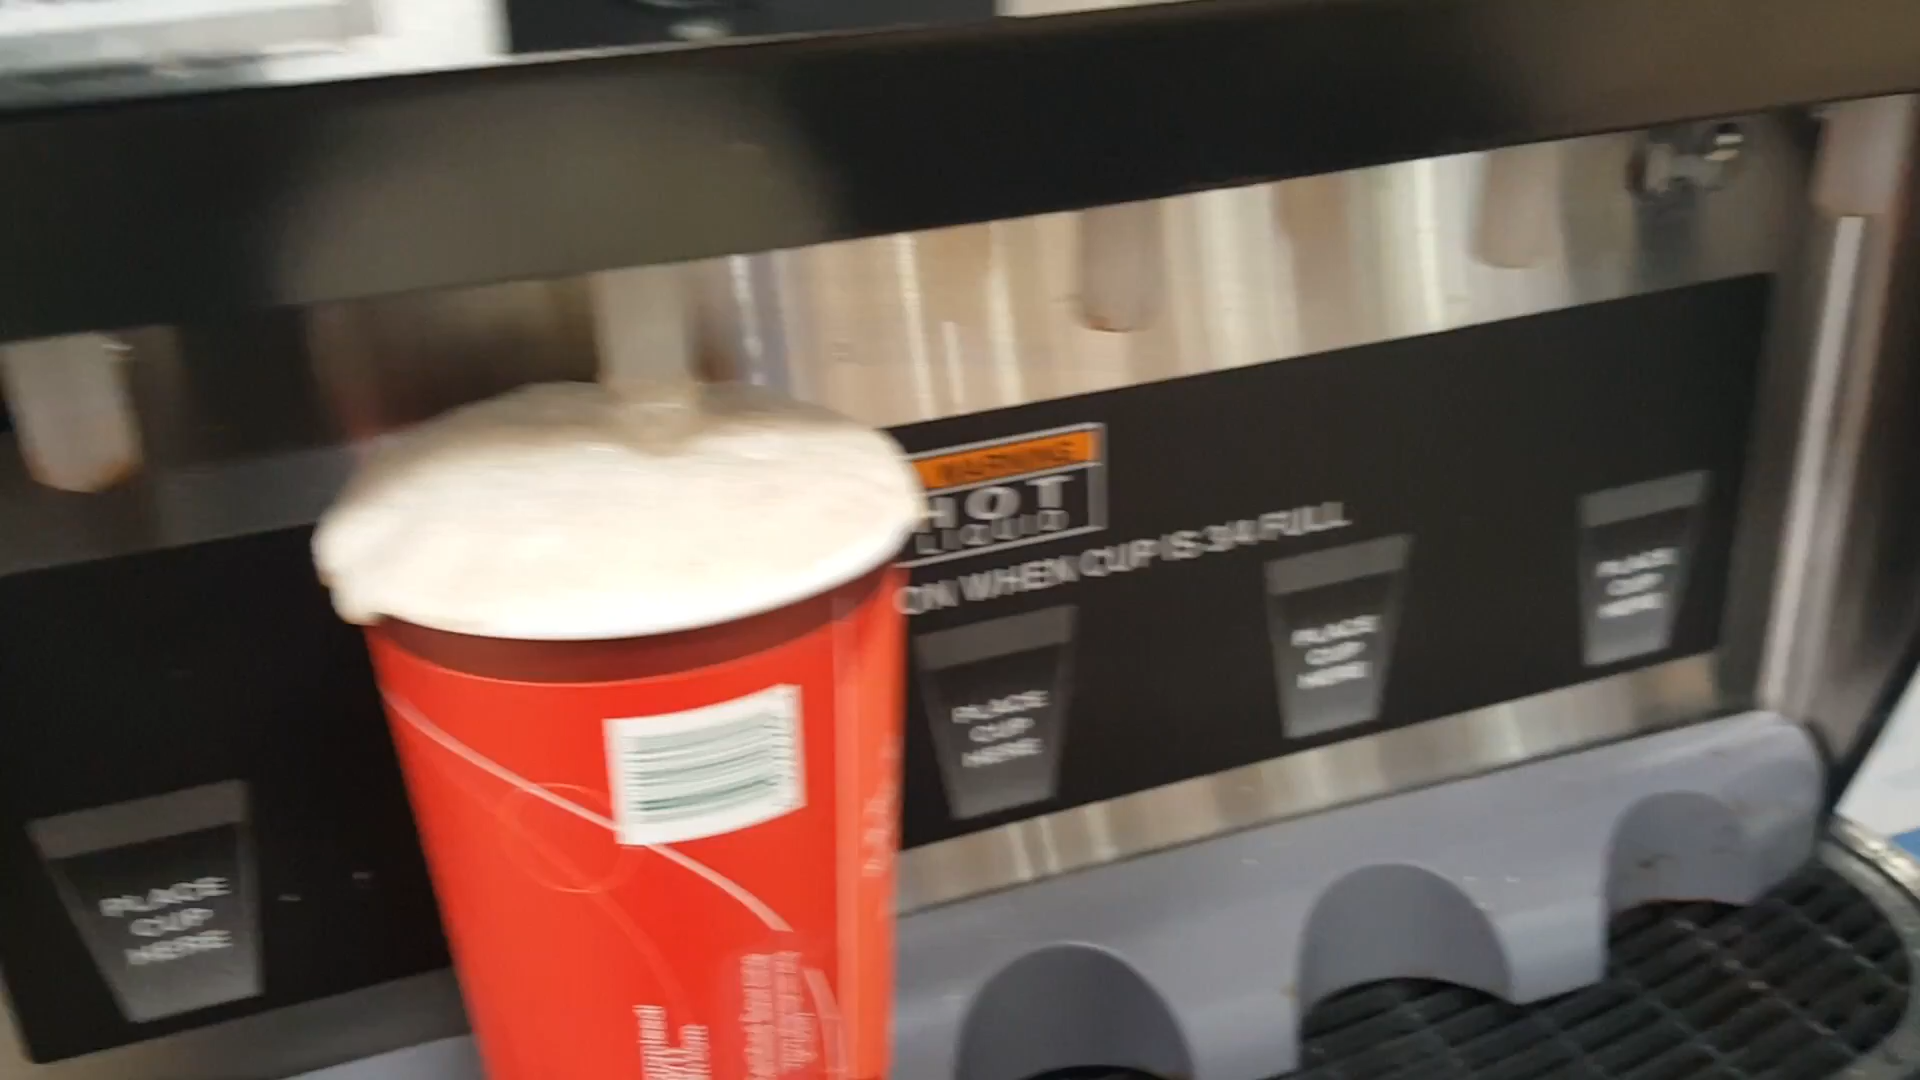 WARNING
HOT
LIQUID
ON WHEN CUP IS 3/4 FULL
PLACE
CUP
HERE
PLACE
CUP
HERE
PLACE
CUP
HERE
PLACE
CUP
HERE